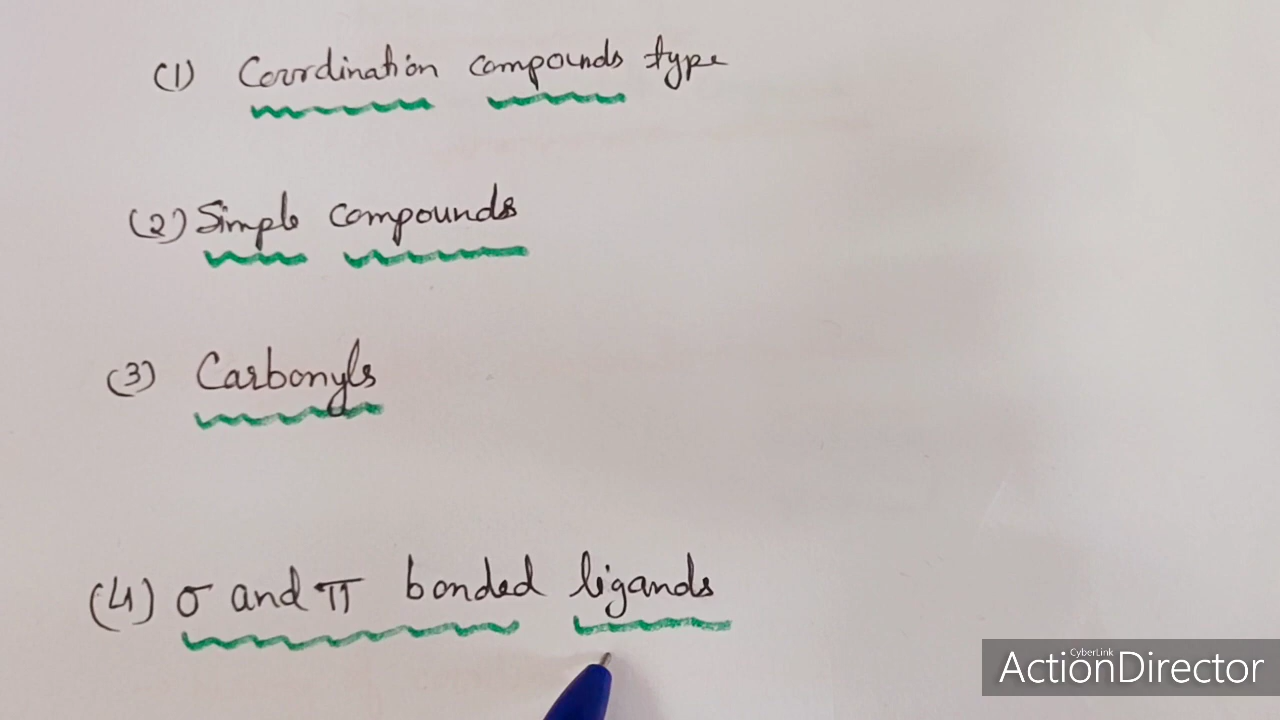 (1) Coordination compounds type
(2) Simple compounds
(3) Carbonyls
(4) σ and π bonded ligands
CyberLink
ActionDirector